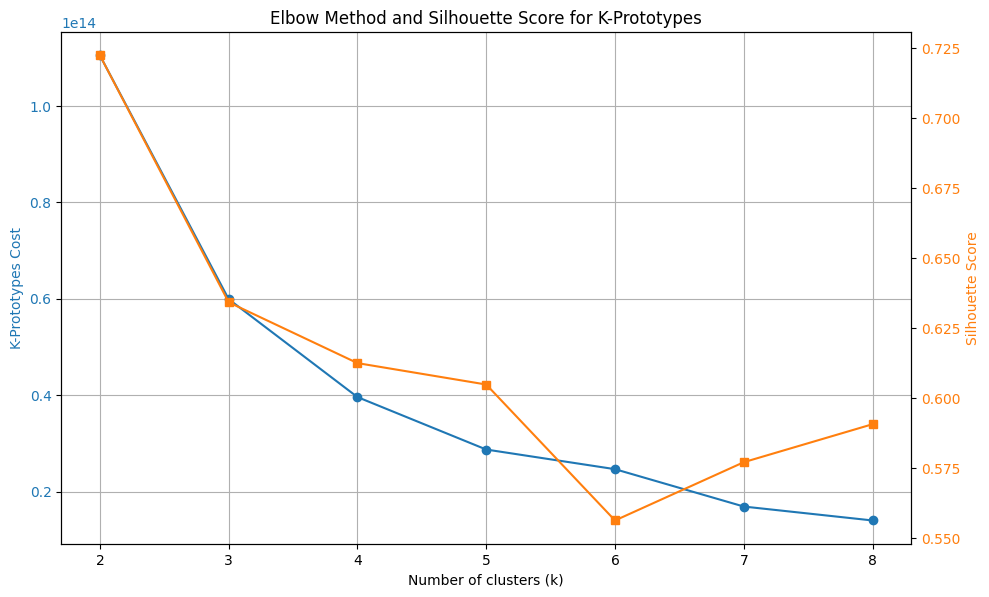 Elbow Method and Silhouette Score for K-Prototypes
1e14
1.0
0.8
0.6
0.4
0.2
K-Prototypes Cost
0.725
0.700
0.675
0.650
0.625
0.600
0.575
0.550
Silhouette Score
2 3 4 5 6 7 8
Number of clusters (k)